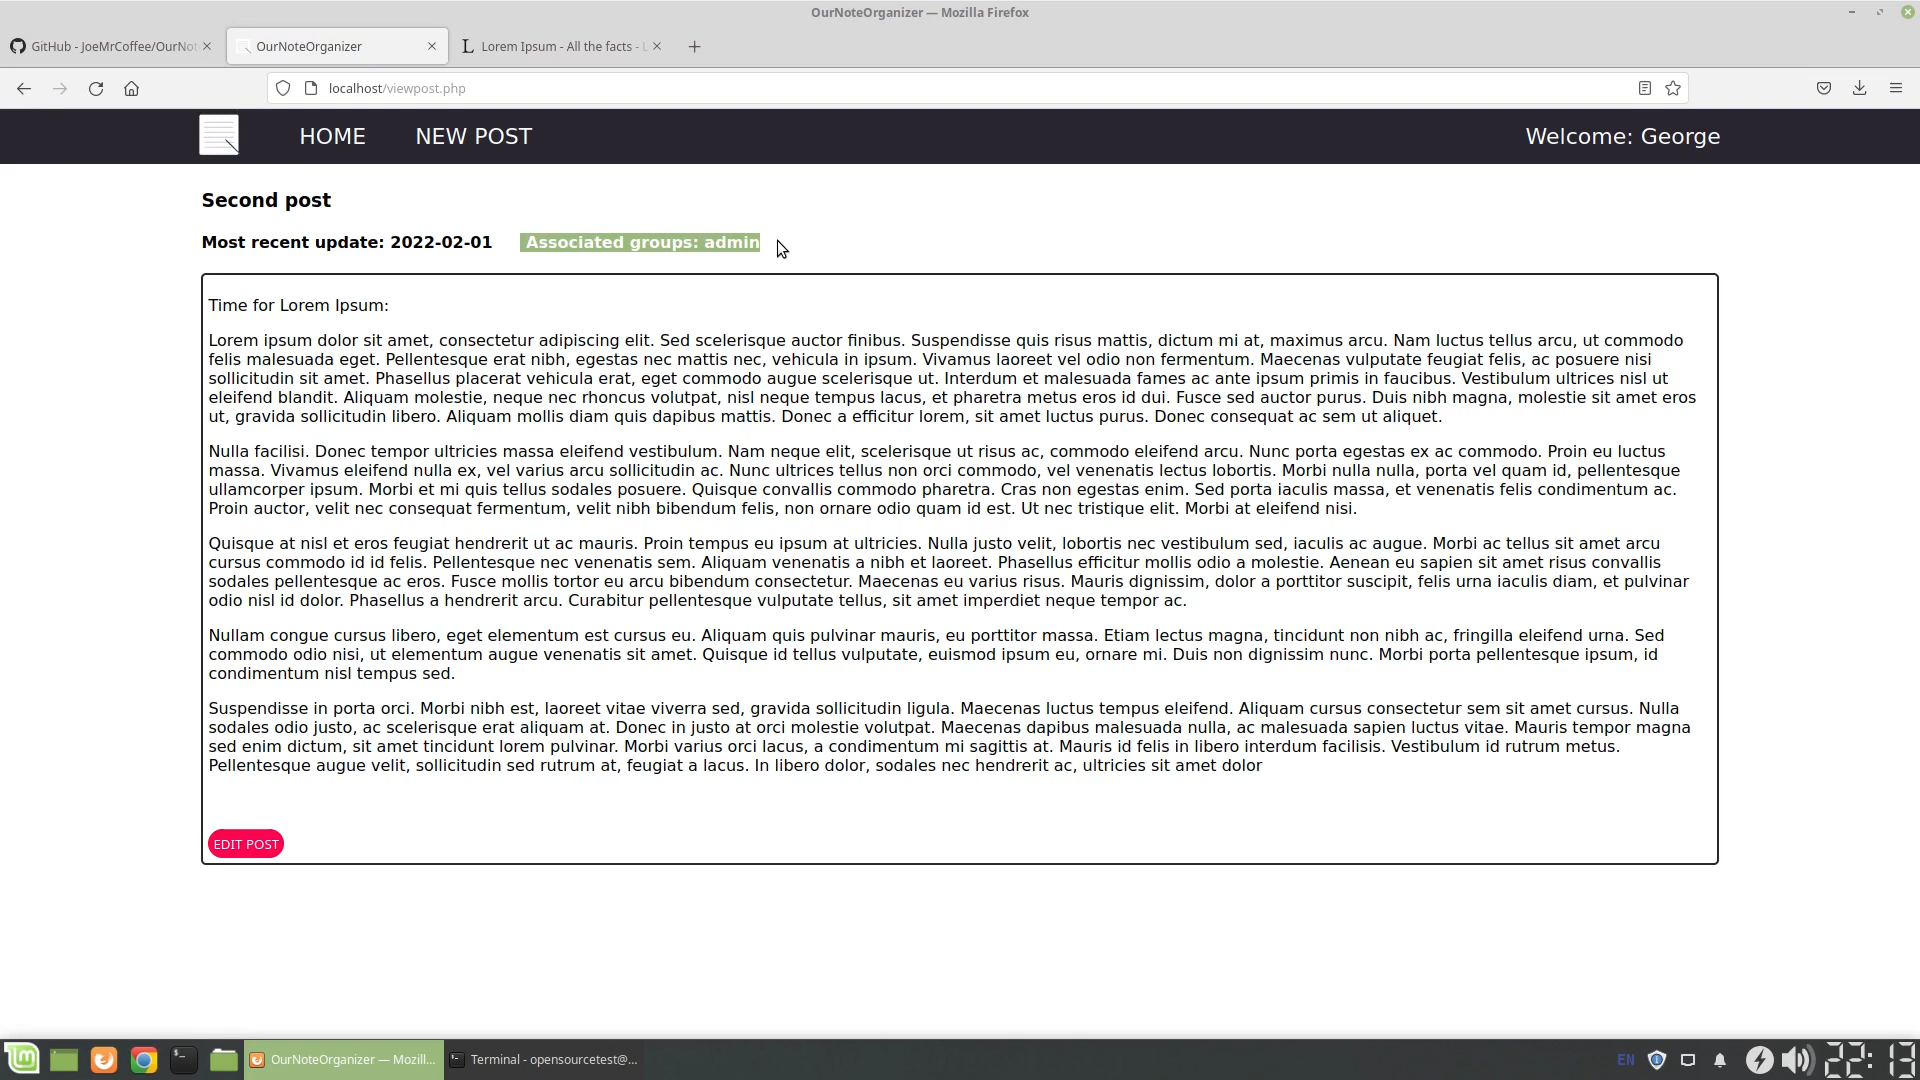 OurNoteOrganizer — Mozilla Firefox
GitHub - JoeMrCoffee/OurNot
OurNoteOrganizer
Lorem Ipsum - All the facts - L
localhost/viewpost.php
HOME
NEW POST
Welcome: George
Second post
Most recent update: 2022-02-01 Associated groups: admin
Time for Lorem Ipsum:
Lorem ipsum dolor sit amet, consectetur adipiscing elit. Sed scelerisque auctor finibus. Suspendisse quis risus mattis, dictum mi at, maximus arcu. Nam luctus tellus arcu, ut commodo
felis malesuada eget. Pellentesque erat nibh, egestas nec mattis nec, vehicula in ipsum. Vivamus laoreet vel odio non fermentum. Maecenas vulputate feugiat felis, ac posuere nisi
sollicitudin sit amet. Phasellus placerat vehicula erat, eget commodo augue scelerisque ut. Interdum et malesuada fames ac ante ipsum primis in faucibus. Vestibulum ultrices nisl ut
eleifend blandit. Aliquam molestie, neque nec rhoncus volutpat, nisl neque tempus lacus, et pharetra metus eros id dui. Fusce sed auctor purus. Duis nibh magna, molestie sit amet eros
ut, gravida sollicitudin libero. Aliquam mollis diam quis dapibus mattis. Donec a efficitur lorem, sit amet luctus purus. Donec consequat ac sem ut aliquet.
Nulla facilisi. Donec tempor ultricies massa eleifend vestibulum. Nam neque elit, scelerisque ut risus ac, commodo eleifend arcu. Nunc porta egestas ex ac commodo. Proin eu luctus
massa. Vivamus eleifend nulla ex, vel varius arcu sollicitudin ac. Nunc ultrices tellus non orci commodo, vel venenatis lectus lobortis. Morbi nulla nulla, porta vel quam id, pellentesque
ullamcorper ipsum. Morbi et mi quis tellus sodales posuere. Quisque convallis commodo pharetra. Cras non egestas enim. Sed porta iaculis massa, et venenatis felis condimentum ac.
Proin auctor, velit nec consequat fermentum, velit nibh bibendum felis, non ornare odio quam id est. Ut nec tristique elit. Morbi at eleifend nisi.
Quisque at nisl et eros feugiat hendrerit ut ac mauris. Proin tempus eu ipsum at ultricies. Nulla justo velit, lobortis nec vestibulum sed, iaculis ac augue. Morbi ac tellus sit amet arcu
cursus commodo id id felis. Pellentesque nec venenatis sem. Aliquam venenatis a nibh et laoreet. Phasellus efficitur mollis odio a molestie. Aenean eu sapien sit amet risus convallis
sodales pellentesque ac eros. Fusce mollis tortor eu arcu bibendum consectetur. Maecenas eu varius risus. Mauris dignissim, dolor a porttitor suscipit, felis urna iaculis diam, et pulvinar
odio nisl id dolor. Phasellus a hendrerit arcu. Curabitur pellentesque vulputate tellus, sit amet imperdiet neque tempor ac.
Nullam congue cursus libero, eget elementum est cursus eu. Aliquam quis pulvinar mauris, eu porttitor massa. Etiam lectus magna, tincidunt non nibh ac, fringilla eleifend urna. Sed
commodo odio nisi, ut elementum augue venenatis sit amet. Quisque id tellus vulputate, euismod ipsum eu, ornare mi. Duis non dignissim nunc. Morbi porta pellentesque ipsum, id
condimentum nisl tempus sed.
Suspendisse in porta orci. Morbi nibh est, laoreet vitae viverra sed, gravida sollicitudin ligula. Maecenas luctus tempus eleifend. Aliquam cursus consectetur sem sit amet cursus. Nulla
sodales odio justo, ac scelerisque erat aliquam at. Donec in justo at orci molestie volutpat. Maecenas dapibus malesuada nulla, ac malesuada sapien luctus vitae. Mauris tempor magna
sed enim dictum, sit amet tincidunt lorem pulvinar. Morbi varius orci lacus, a condimentum mi sagittis at. Mauris id felis in libero interdum facilisis. Vestibulum id rutrum metus.
Pellentesque augue velit, sollicitudin sed rutrum at, feugiat a lacus. In libero dolor, sodales nec hendrerit ac, ultricies sit amet dolor
EDIT POST
OurNoteOrganizer — Mozill...
Terminal - opensourcetest@...
EN
22:13